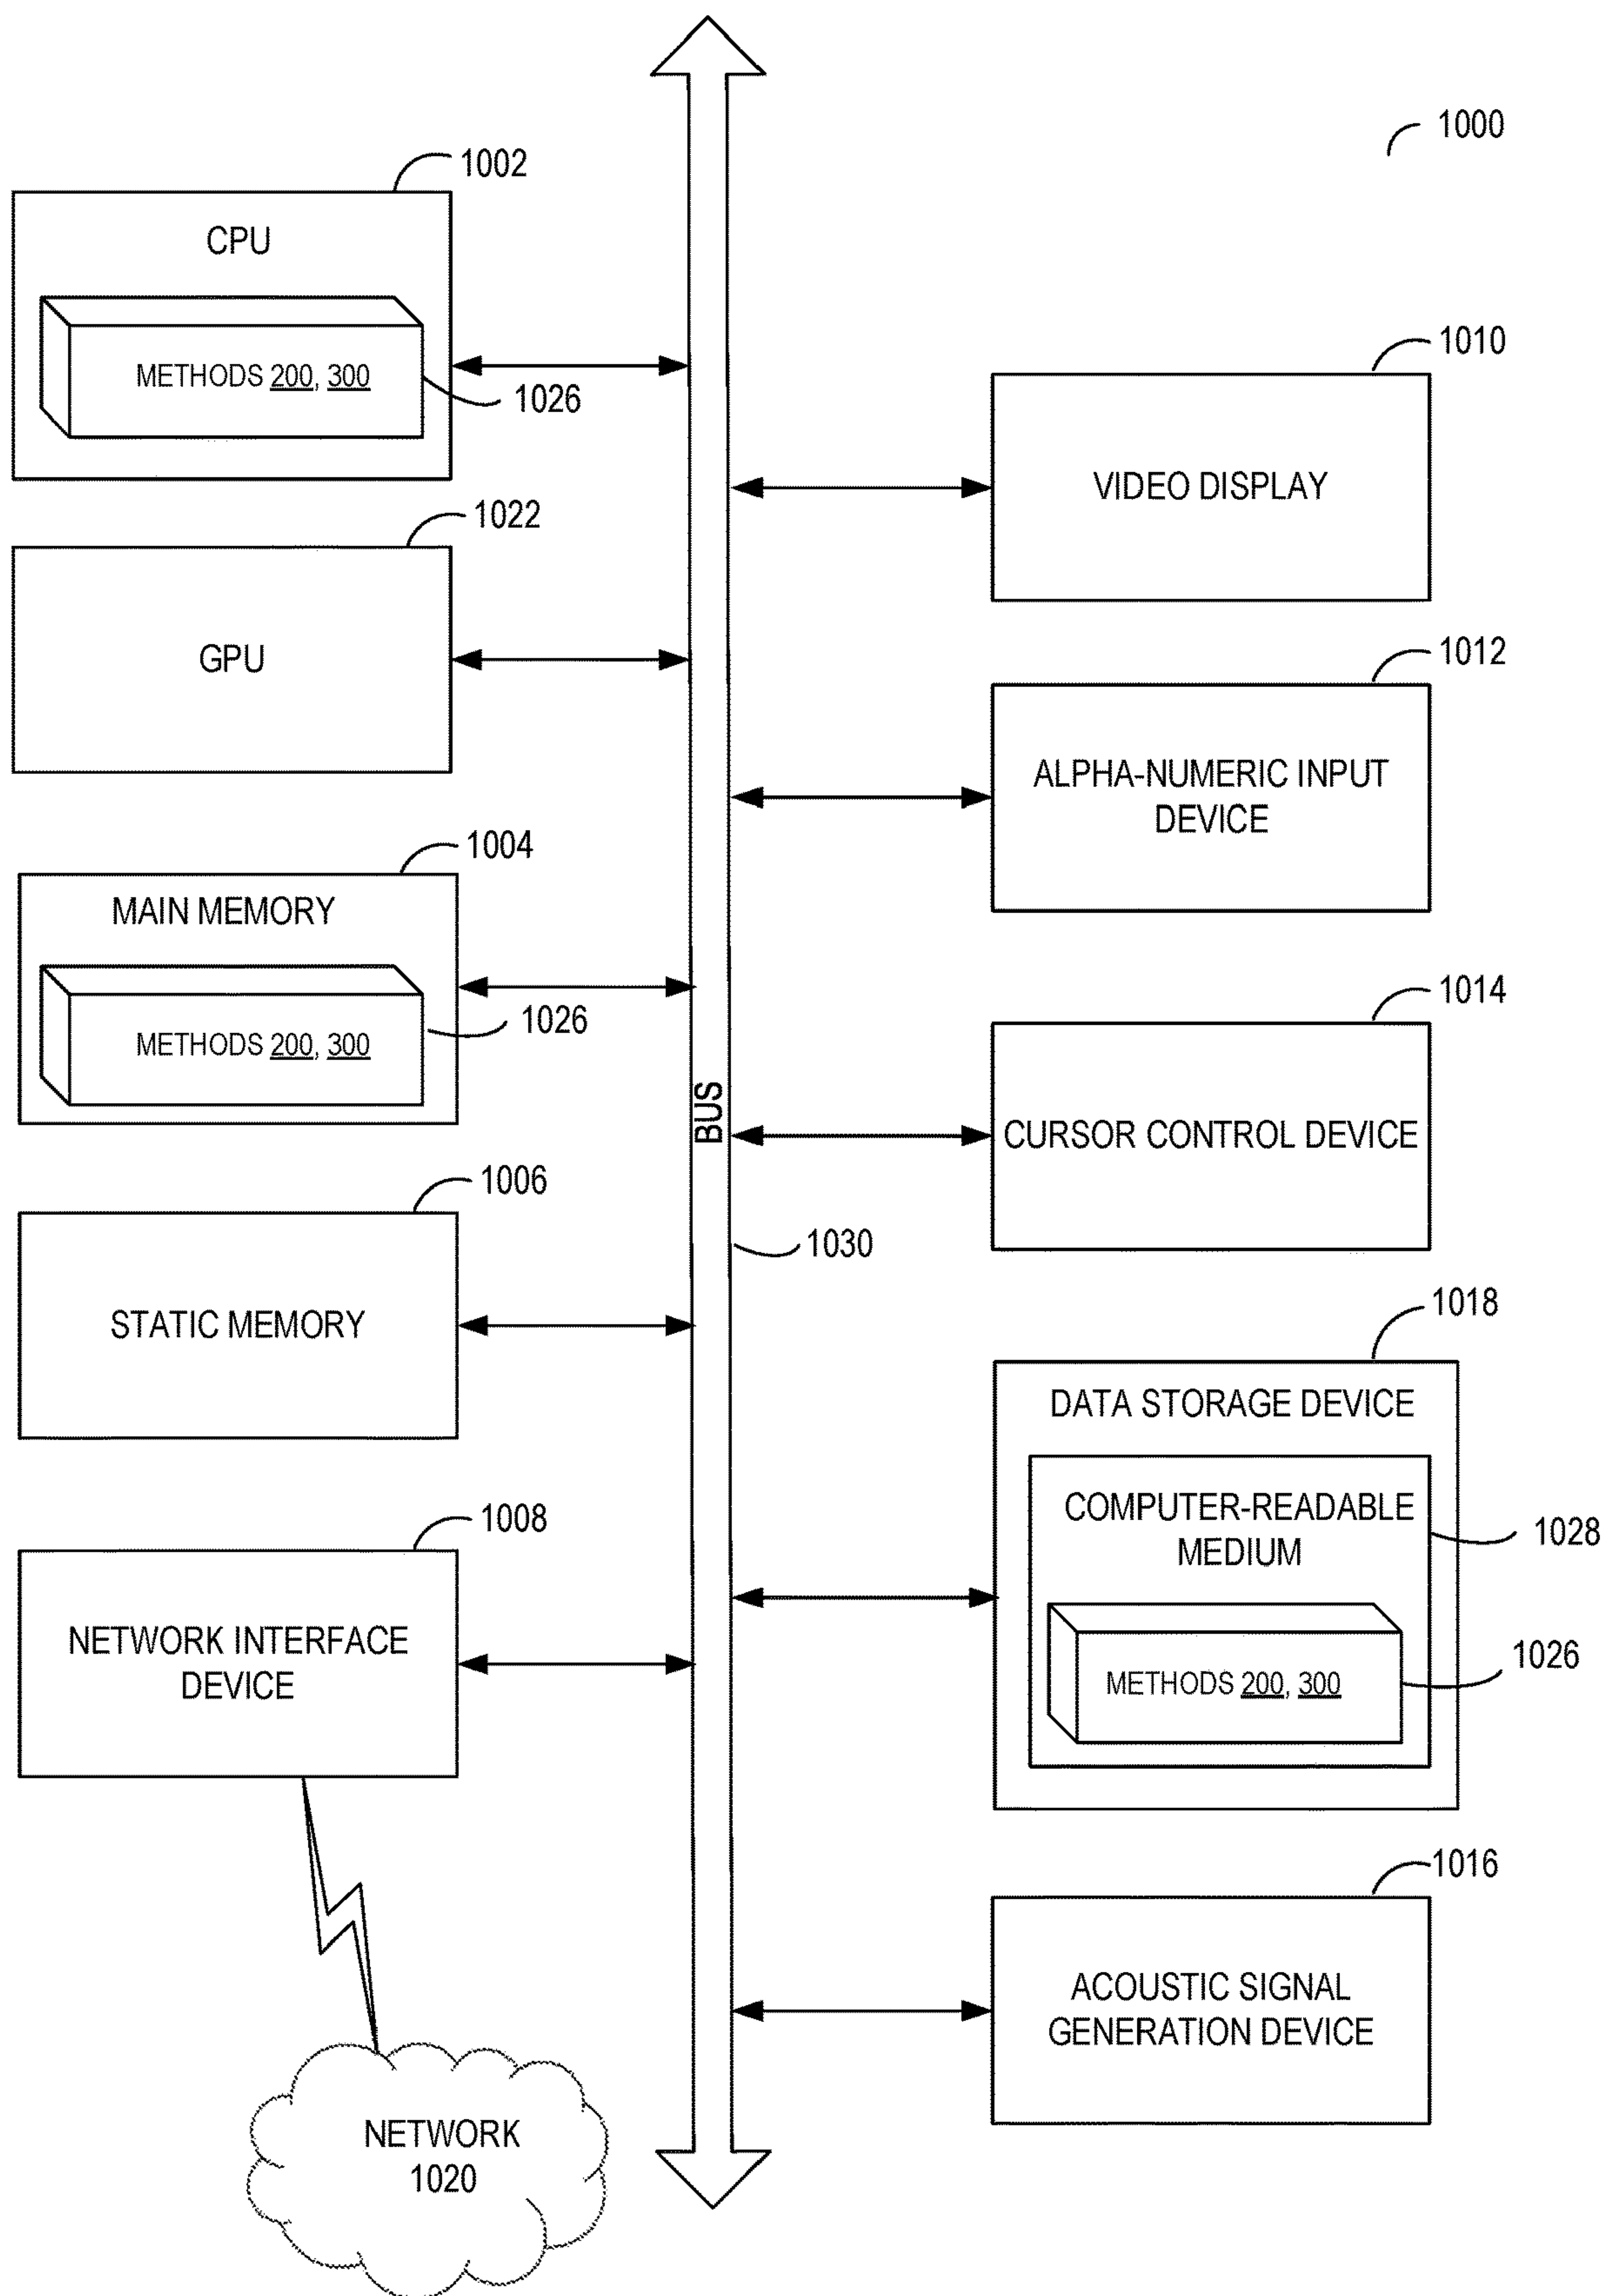 1000
1002
CPU
METHODS 200, 300
1026
1022
GPU
1004
MAIN MEMORY
METHODS 200, 300
1026
1006
STATIC MEMORY
1008
NETWORK INTERFACE
DEVICE
NETWORK
1020
BUS
1030
1010
VIDEO DISPLAY
1012
ALPHA-NUMERIC INPUT
DEVICE
1014
CURSOR CONTROL DEVICE
1018
DATA STORAGE DEVICE
COMPUTER-READABLE
MEDIUM
1028
METHODS 200, 300
1026
1016
ACOUSTIC SIGNAL
GENERATION DEVICE